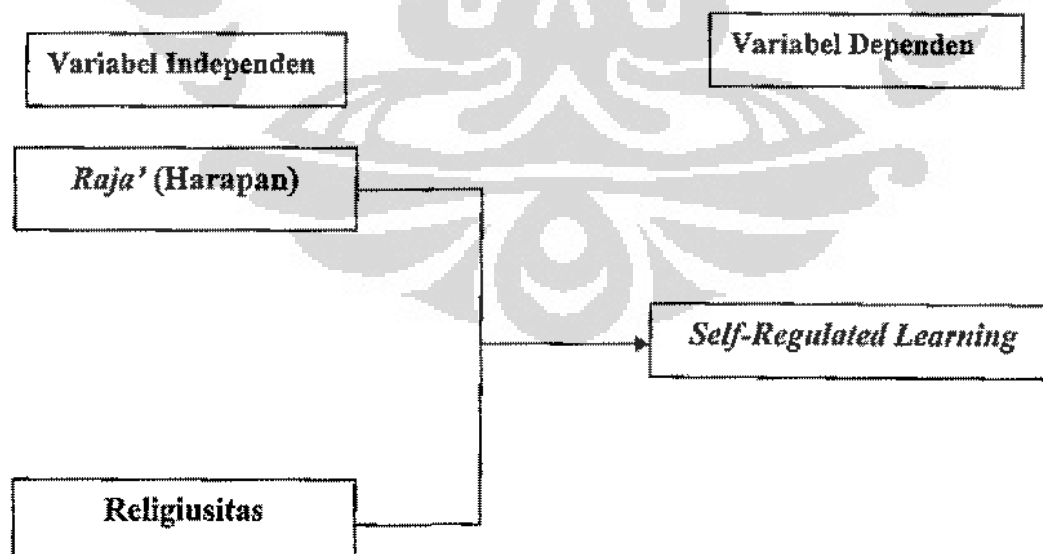 Variabel Independen
Variabel Dependen
Raja' (Harapan)
Self-Regulated Learning
Religiusitas